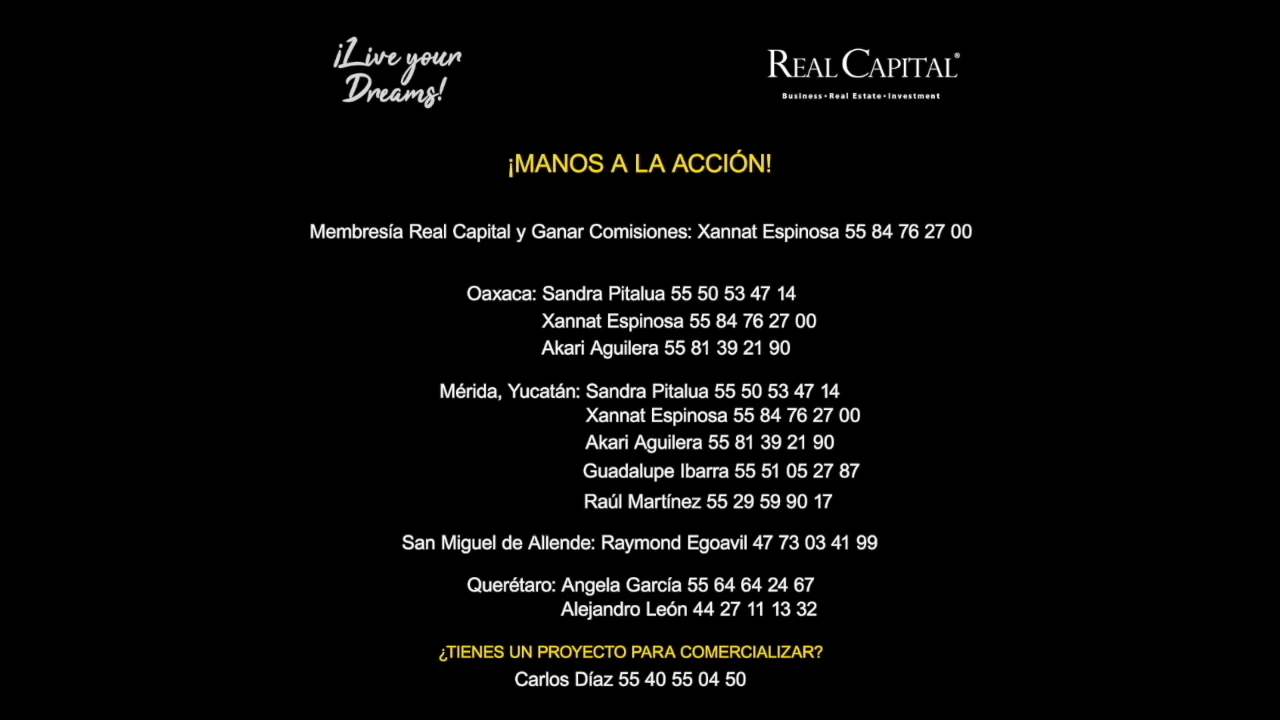 ¡Live your
Dreams!
REAL CAPITAL®
Business • Real Estate • Investment
¡MANOS A LA ACCIÓN!
Membresía Real Capital y Ganar Comisiones: Xannat Espinosa 55 84 76 27 00
Oaxaca: Sandra Pitalua 55 50 53 47 14
Xannat Espinosa 55 84 76 27 00
Akari Aguilera 55 81 39 21 90
Mérida, Yucatán: Sandra Pitalua 55 50 53 47 14
Xannat Espinosa 55 84 76 27 00
Akari Aguilera 55 81 39 21 90
Guadalupe Ibarra 55 51 05 27 87
Raúl Martínez 55 29 59 90 17
San Miguel de Allende: Raymond Egoavil 47 73 03 41 99
Querétaro: Angela García 55 64 64 24 67
Alejandro León 44 27 11 13 32
¿TIENES UN PROYECTO PARA COMERCIALIZAR?
Carlos Díaz 55 40 55 04 50